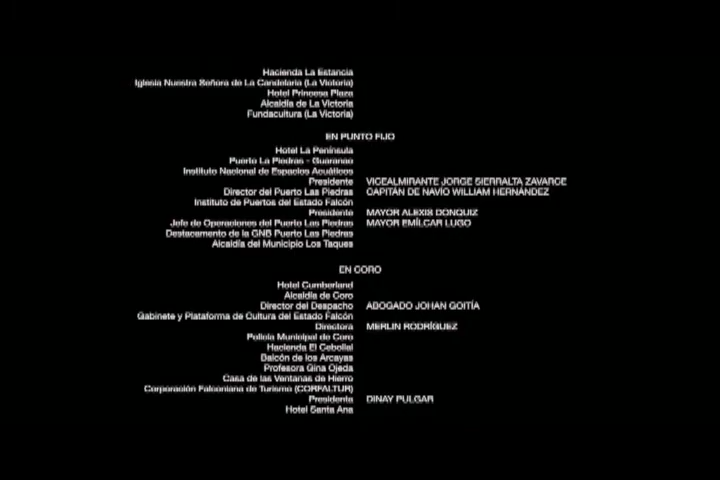 Hacienda La Estancia
Iglesia Nuestra Señora de La Candelaria (La Victoria)
Hotel Princesa Plaza
Alcaldía de La Victoria
Fundacultura (La Victoria)
EN PUNTO FIJO
Hotel La Península
Puerto La Piedras - Guaranao
Instituto Nacional de Espacios Acuáticos
Presidente VICEALMIRANTE JORGE SIERRALTA ZAVARCE
Director del Puerto Las Piedras CAPITÁN DE NAVÍO WILLIAM HERNÁNDEZ
Instituto de Puertos del Estado Falcón
Presidente MAYOR ALEXIS DONQUIZ
Jefe de Operaciones del Puerto Las Piedras MAYOR EMÍLCAR LUGO
Destacamento de la GNB Puerto Las Piedras
Alcaldía del Municipio Los Taques
EN CORO
Hotel Cumberland
Alcaldía de Coro
Director del Despacho ABOGADO JOHAN GOITÍA
Gabinete y Plataforma de Cultura del Estado Falcón
Directora MERLIN RODRÍGUEZ
Policía Municipal de Coro
Hacienda El Cebollal
Balcón de los Arcayas
Profesora Gina Ojeda
Casa de las Ventanas de Hierro
Corporación Falconiana de Turismo (CORFALTUR)
Presidenta DINAY PULGAR
Hotel Santa Ana